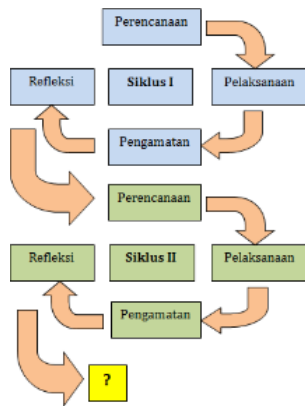 Perencanaan
Refleksi
Siklus I
Pelaksanaan
Pengamatan
Perencanaan
Refleksi
Siklus II
Pelaksanaan
Pengamatan
?